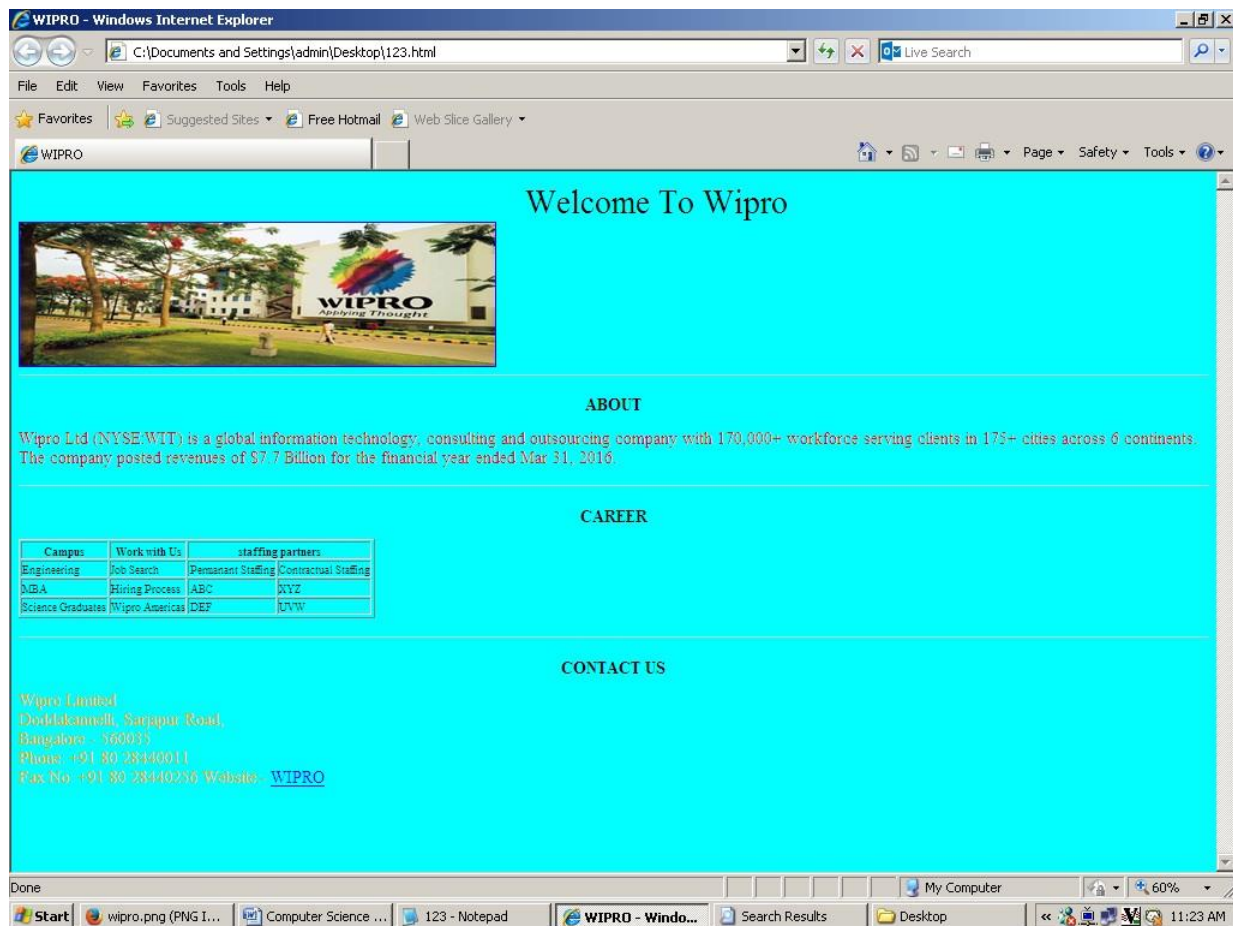 WIPRO - Windows Internet Explorer
C:\Documents and Settings\admin\Desktop\123.html
Live Search
File Edit View Favorites Tools Help
Favorites Suggested Sites Free Hotmail Web Slice Gallery
WIPRO
Page Safety Tools
Welcome To Wipro
WIPRO
Applying Thought
ABOUT
Wipro Ltd (NYSE:WIT) is a global information technology, consulting and outsourcing company with 170,000+ workforce serving clients in 175+ cities across 6 continents.
The company posted revenues of $7.7 Billion for the financial year ended Mar 31, 2016.
CAREER
Campus Work with Us staffing partners
Engineering Job Search Permanant Staffing Contractual Staffing
MBA Hiring Process ABC XYZ
Science Graduates Wipro Americas DEF UVW
CONTACT US
Wipro Limited
Doddakannelli, Sarjapur Road,
Bangalore - 560035
Phone: +91 80 28440011
Fax No: +91 80 28440256 Website:- WIPRO
Done My Computer 60%
Start wipro.png (PNG I... Computer Science ... 123 - Notepad WIPRO - Windo... Search Results Desktop « 11:23 AM